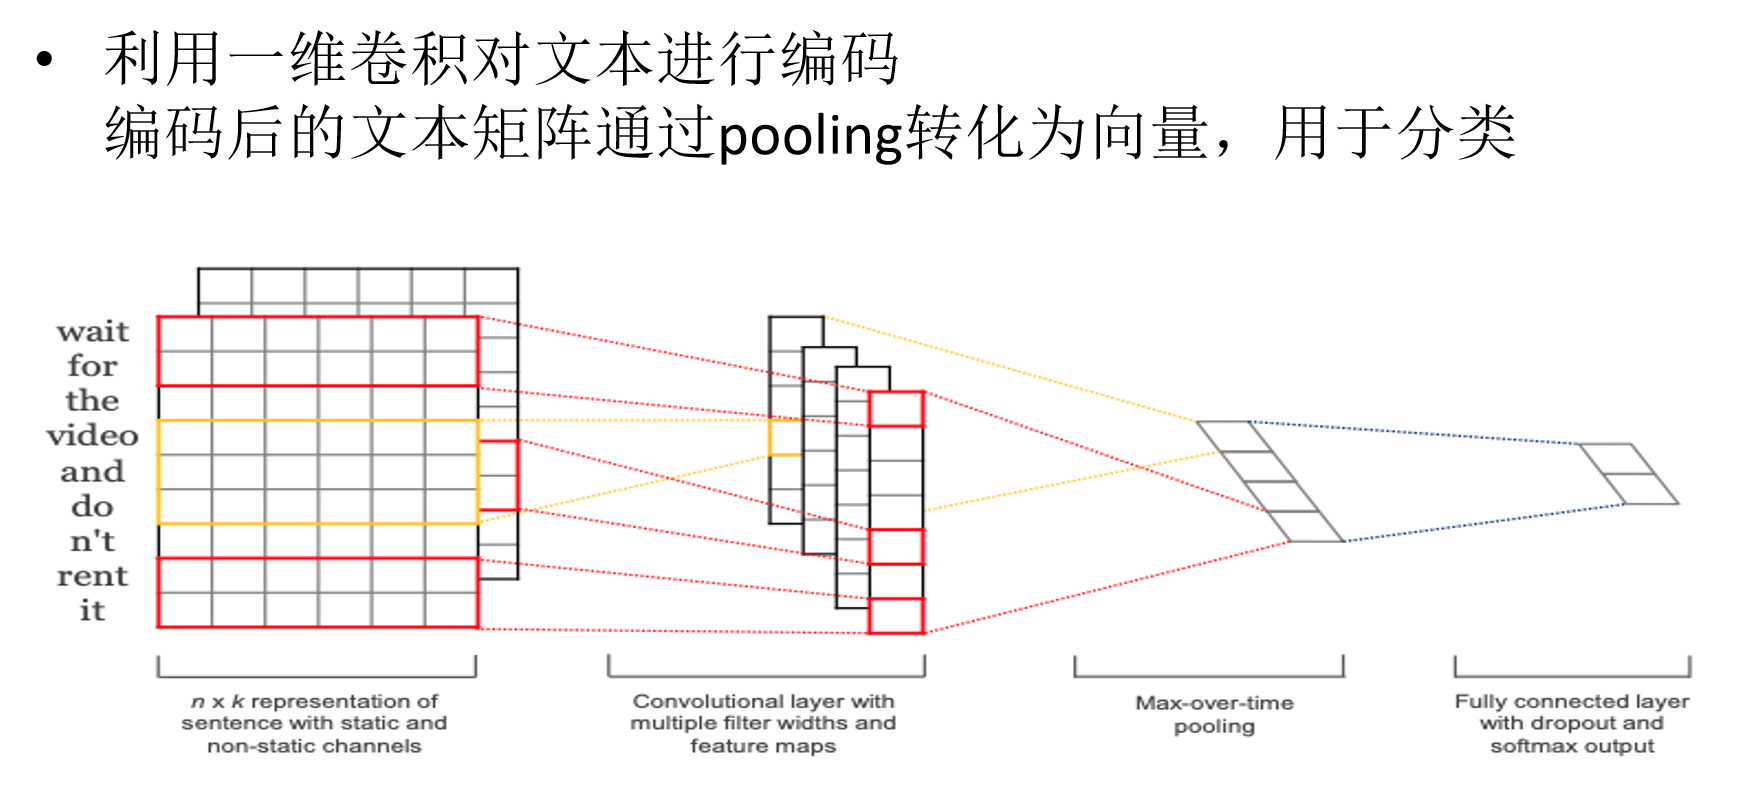 • 利用一维卷积对文本进行编码
编码后的文本矩阵通过pooling转化为向量，用于分类
wait
for
the
video
and
do
n't
rent
it
n x k representation of
sentence with static and
non-static channels
Convolutional layer with
multiple filter widths and
feature maps
Max-over-time
pooling
Fully connected layer
with dropout and
softmax output